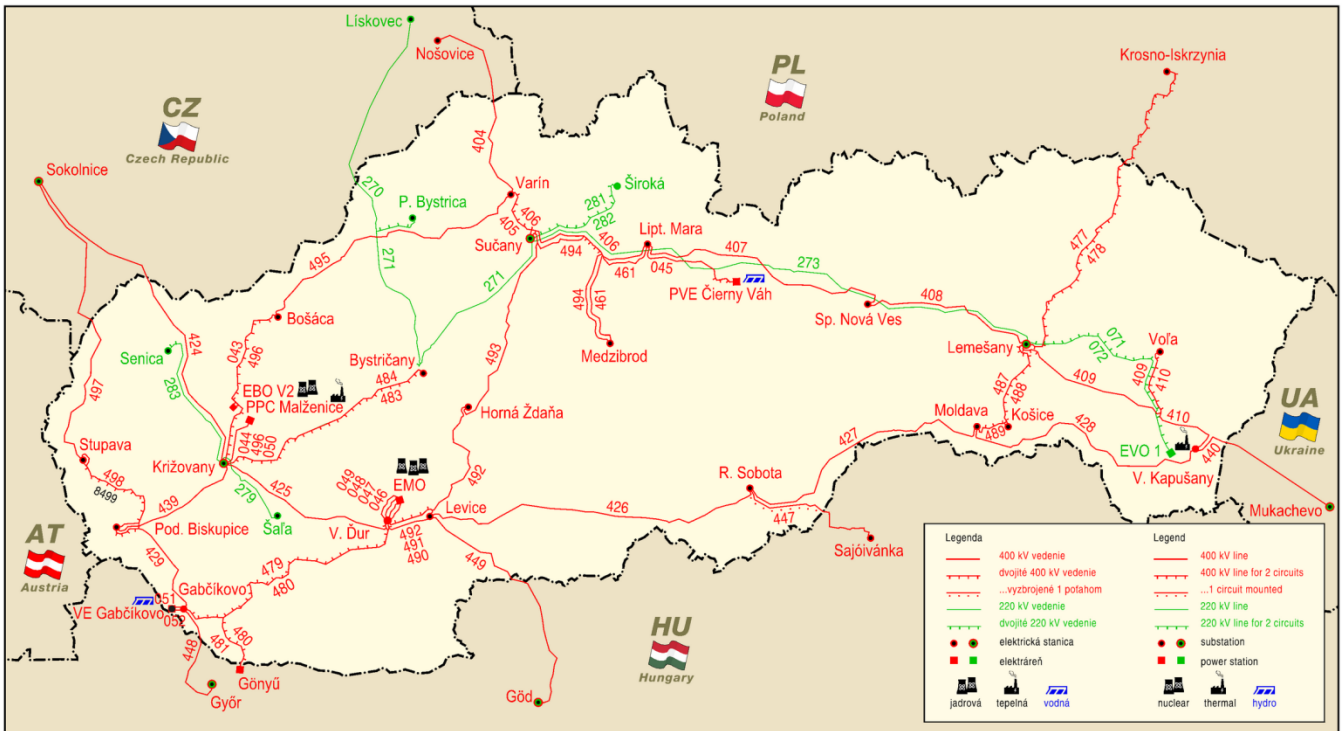 Lískovec
Nošovice
PL
Poland
Krosno-Iskrzynia
CZ
Czech Republic
Sokolnice
404
270
Varín
Široká
P. Bystrica
281
282
406
405
Sučany
494
406
Lipt. Mara
407
477
478
495
271
271
461
045
273
PVE Čierny Váh
408
Sp. Nová Ves
494
461
Bošáca
Medzibrod
Lemešany
071
072
Voľa
424
Senica
043
496
Bystričany
493
409
410
409
283
484
483
EBO V2
PPC Malženice
487
488
497
Horná Ždaňa
Moldava
Košice
410
UA
Ukraine
044
496
050
489
428
427
Stupava
Križovany
EVO 1
440
498
8499
439
279
425
049
048
047
046
EMO
492
R. Sobota
V. Kapušany
Šaľa
Levice
426
447
Mukachevo
Pod. Biskupice
V. Ďur
492
491
490
AT
Austria
429
479
480
449
Sajóivánka
Gabčíkovo
051
VE Gabčíkovo
052
480
481
448
HU
Hungary
Gönyű
Győr
Göd
Legenda
400 kV vedenie
dvojité 400 kV vedenie
...vyzbrojené 1 poťahom
220 kV vedenie
dvojité 220 kV vedenie
elektrická stanica
elektráreň
jadrová tepelná vodná
Legend
400 kV line
400 kV line for 2 circuits
...1 circuit mounted
220 kV line
220 kV line for 2 circuits
substation
power station
nuclear thermal hydro